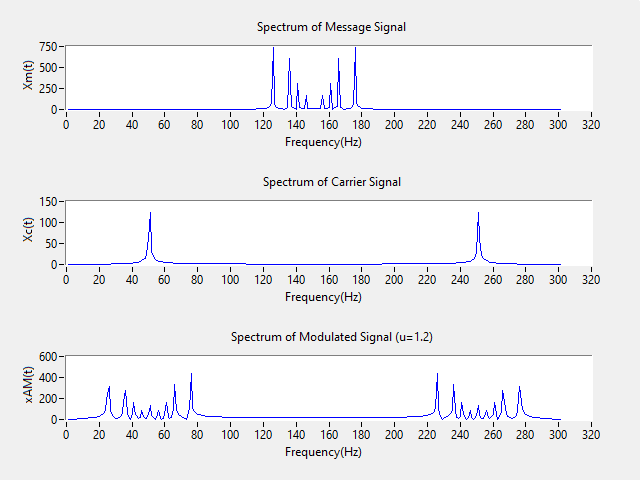 Spectrum of Message Signal
Xm(t)
750
500
250
0
0 20 40 60 80 100 120 140 160 180 200 220 240 260 280 300 320
Frequency(Hz)
Spectrum of Carrier Signal
Xc(t)
150
100
50
0
0 20 40 60 80 100 120 140 160 180 200 220 240 260 280 300 320
Frequency(Hz)
Spectrum of Modulated Signal (u=1.2)
xAM(t)
600
400
200
0
0 20 40 60 80 100 120 140 160 180 200 220 240 260 280 300 320
Frequency(Hz)